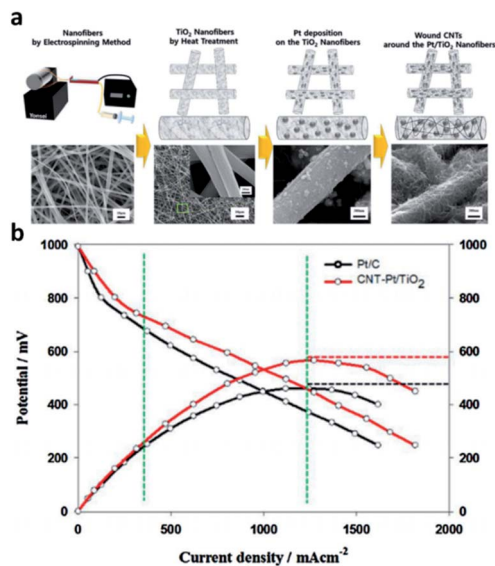 a
Nanofibers
by Electrospinning Method
TiO2 Nanofibers
by Heat Treatment
Pt deposition
on the TiO2 Nanofibers
Wound CNTs
around the Pt/TiO2 Nanofibers
Yonsei
b
Pt/C
CNT-Pt/TiO2
1000
800
600
400
200
0
Potential / mV
1000
800
600
400
200
0
0
500
1000
1500
2000
Current density / mAcm-2